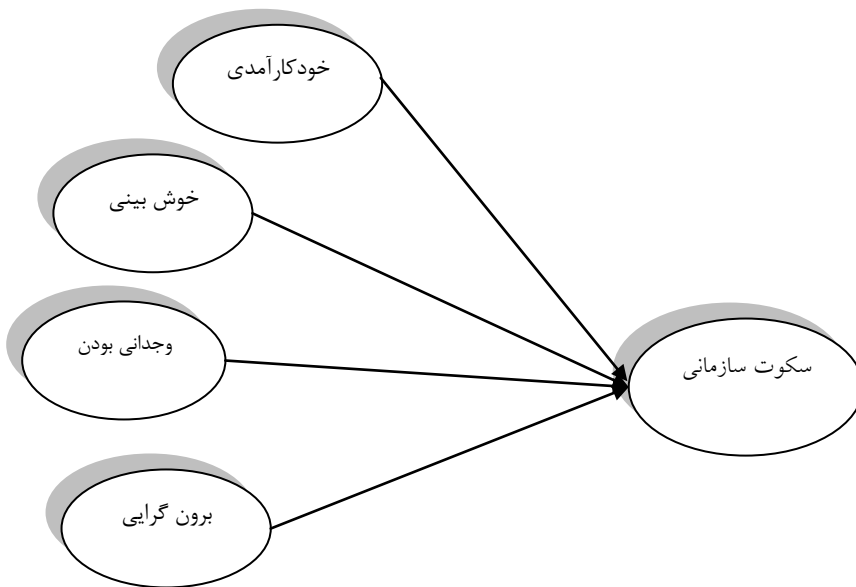 خودکارآمدی
خوش بینی
وجدانی بودن
سکوت سازمانی
برون گرایی